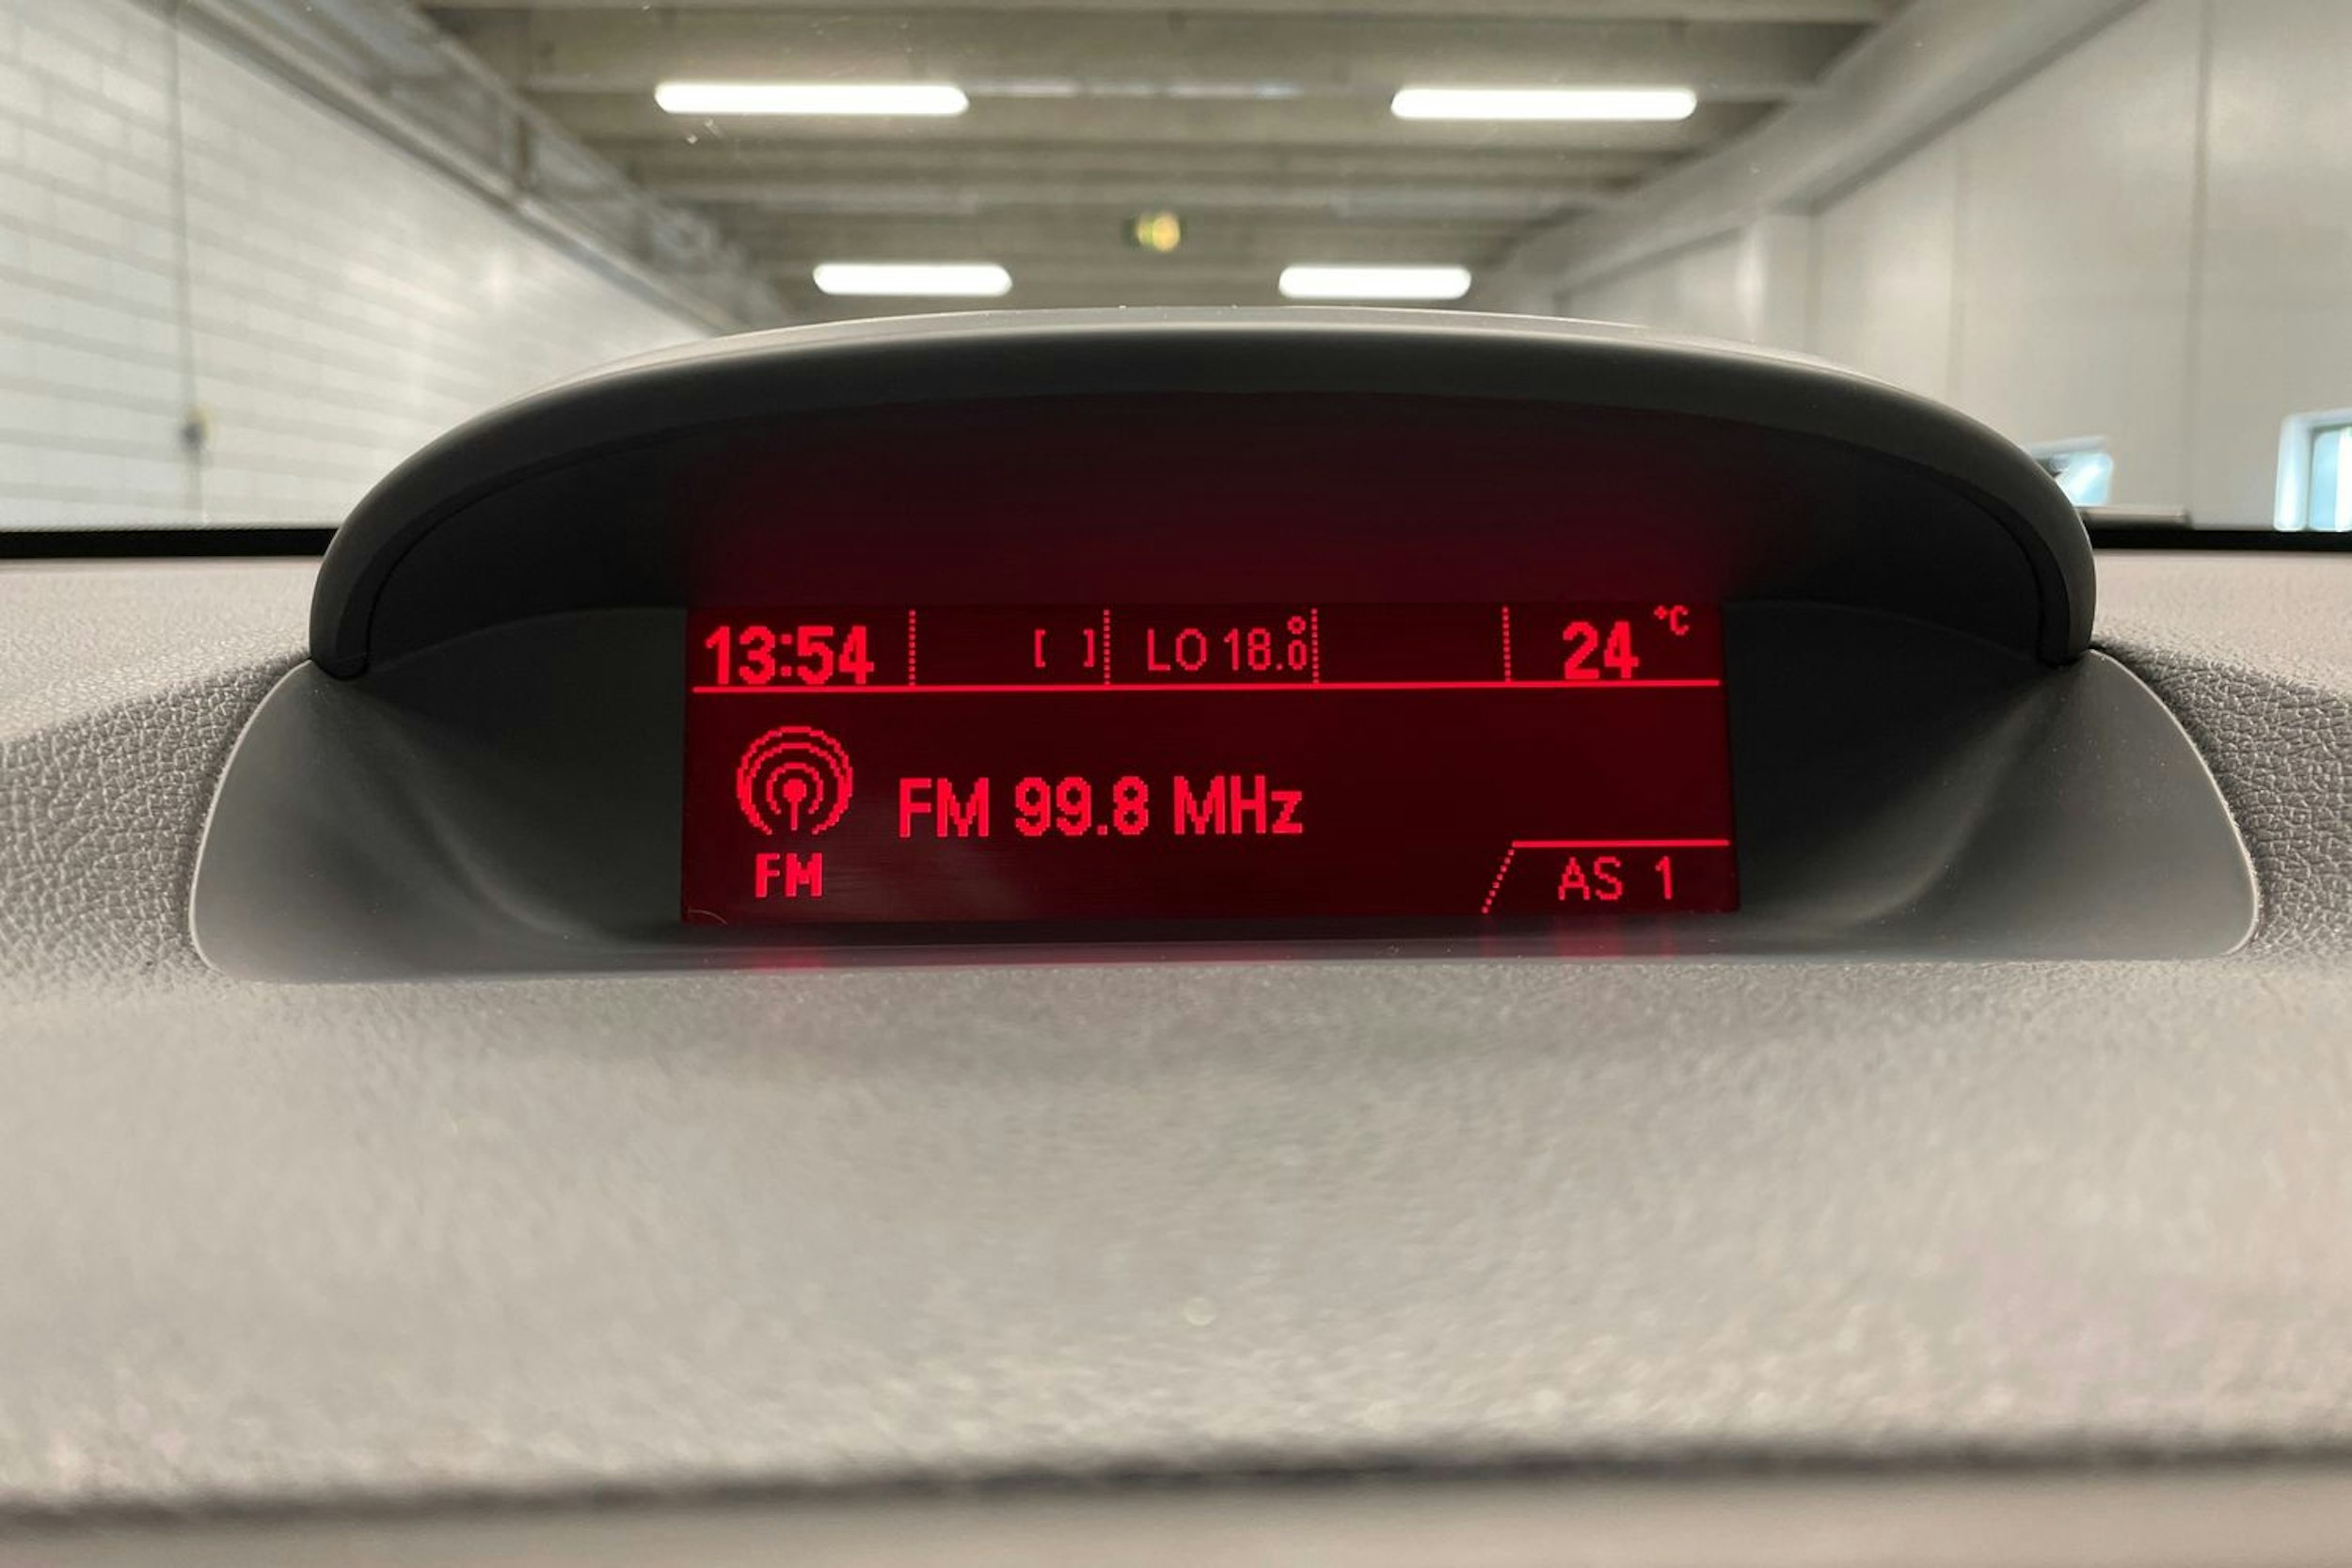 13:54 [ ] LO 18.0° 24 °C
FM 99.8 MHz
FM
AS 1